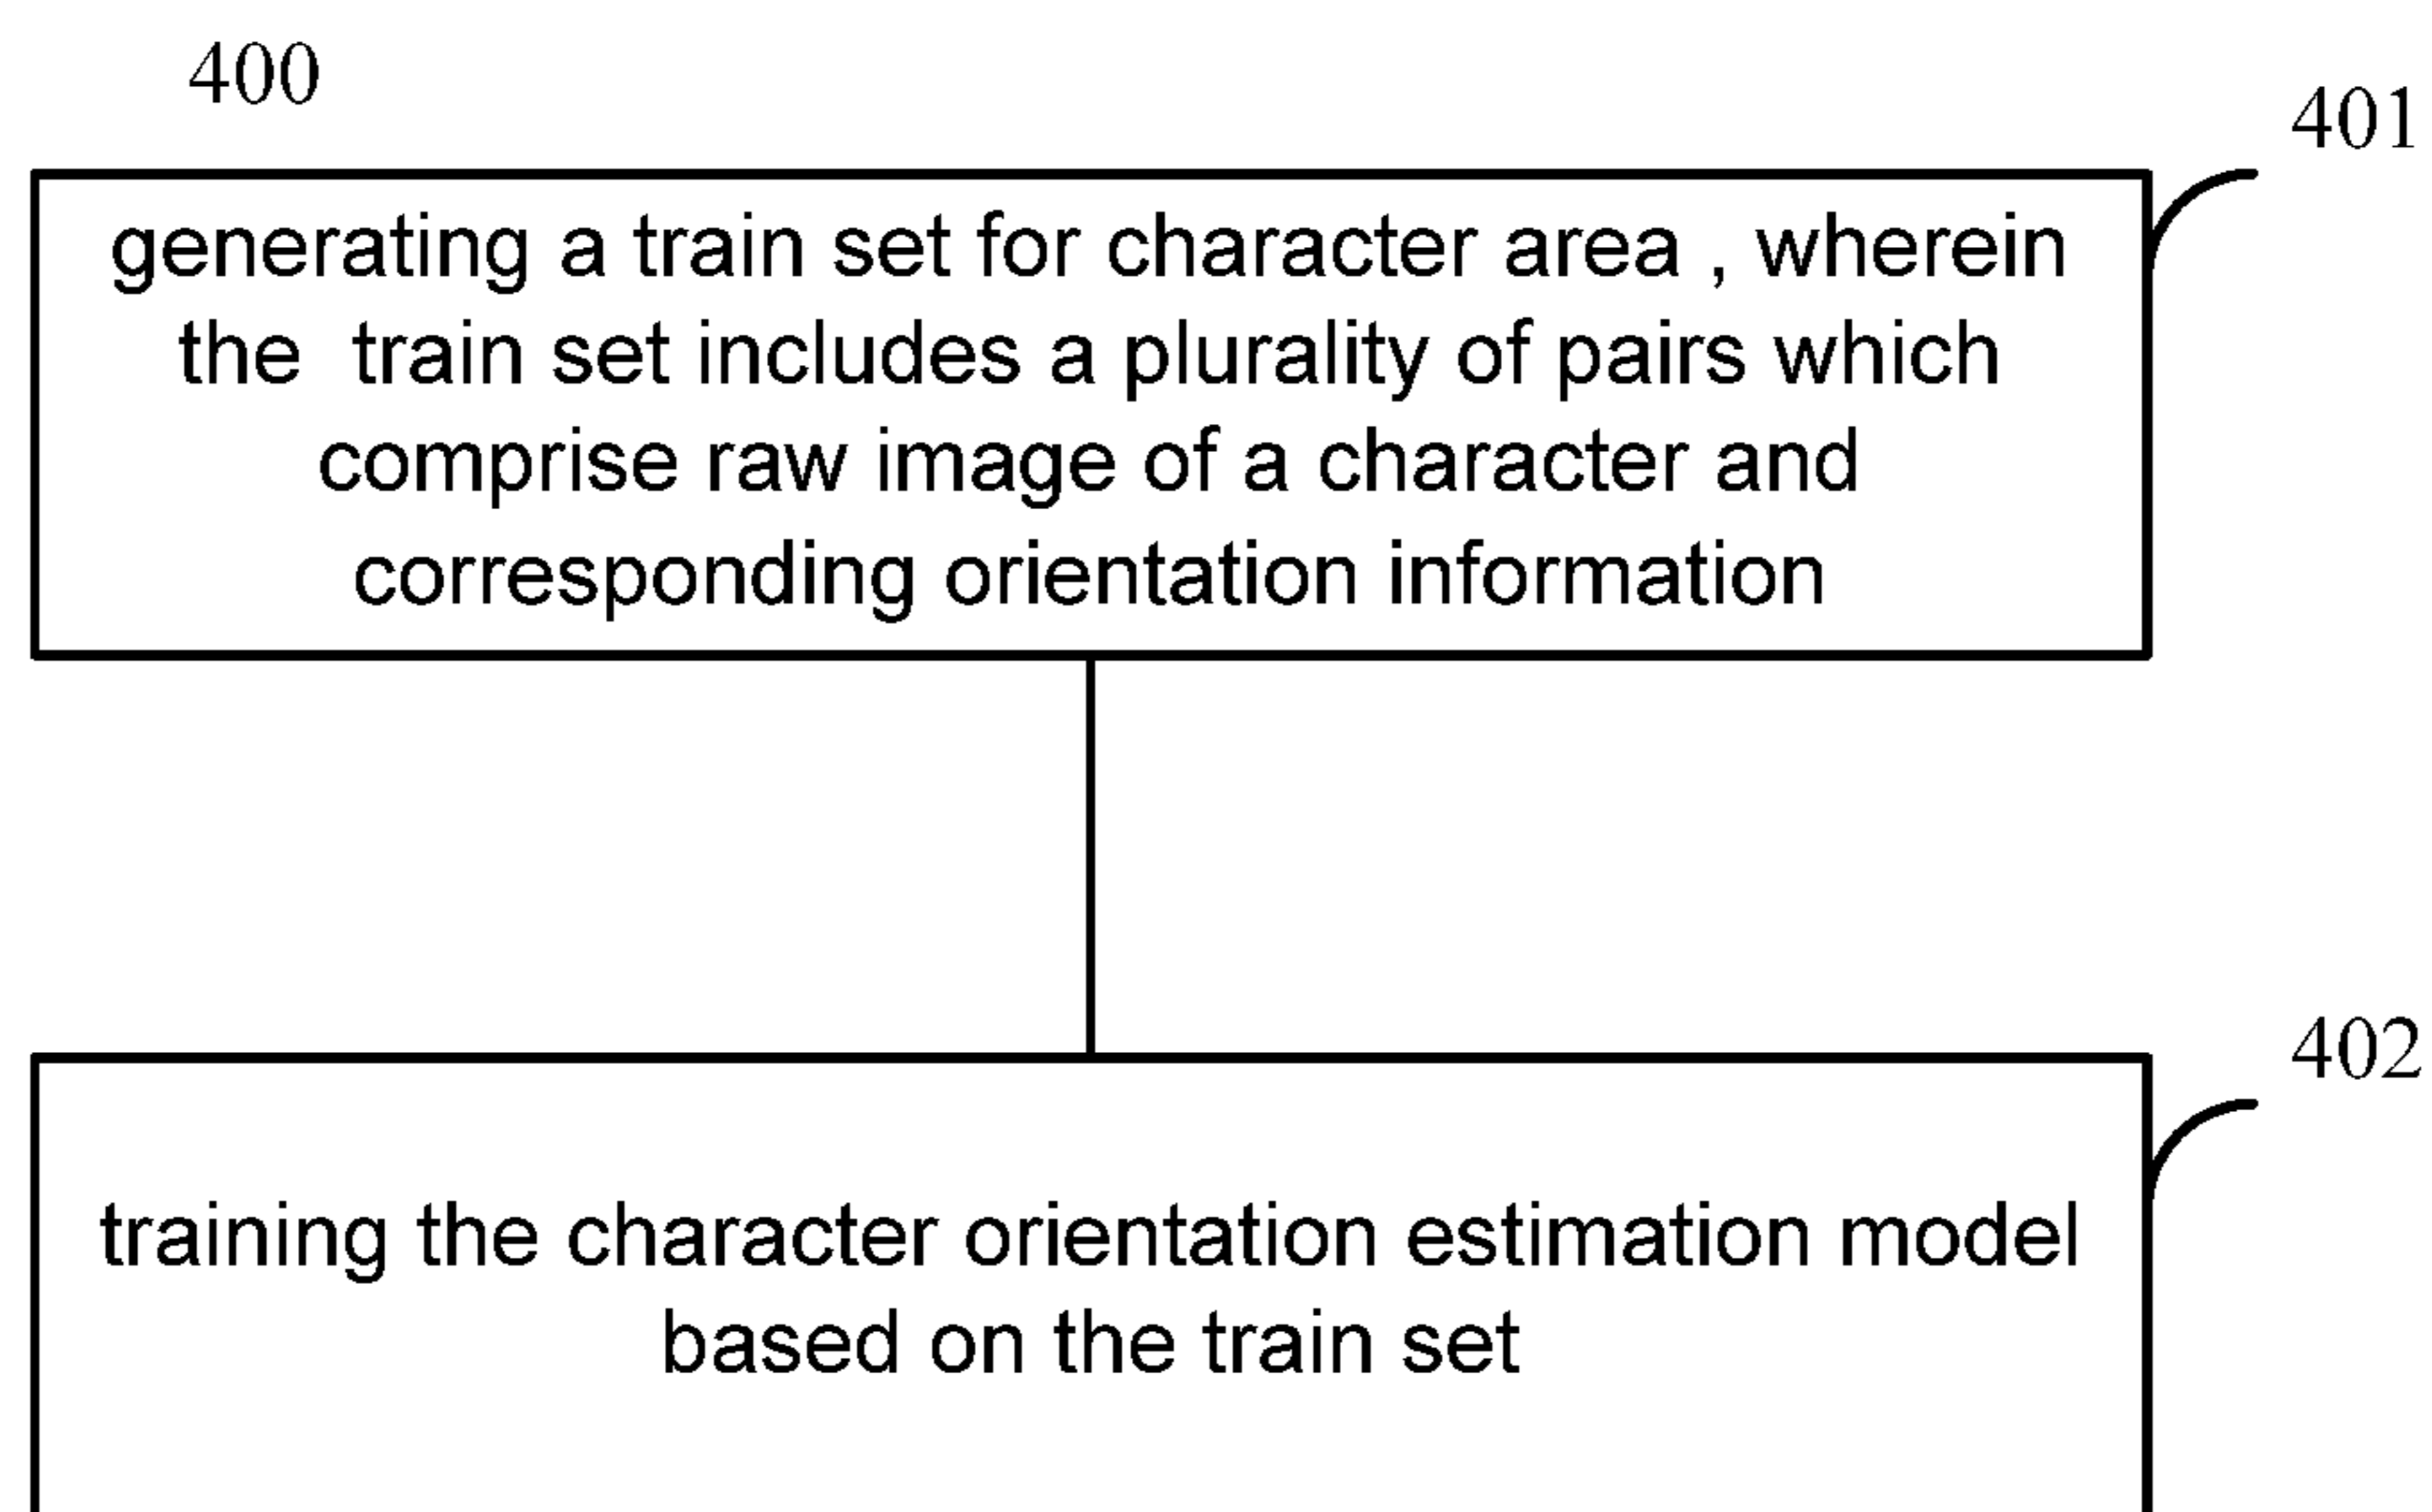 400
401
generating a train set for character area , wherein
the train set includes a plurality of pairs which
comprise raw image of a character and
corresponding orientation information
402
training the character orientation estimation model
based on the train set